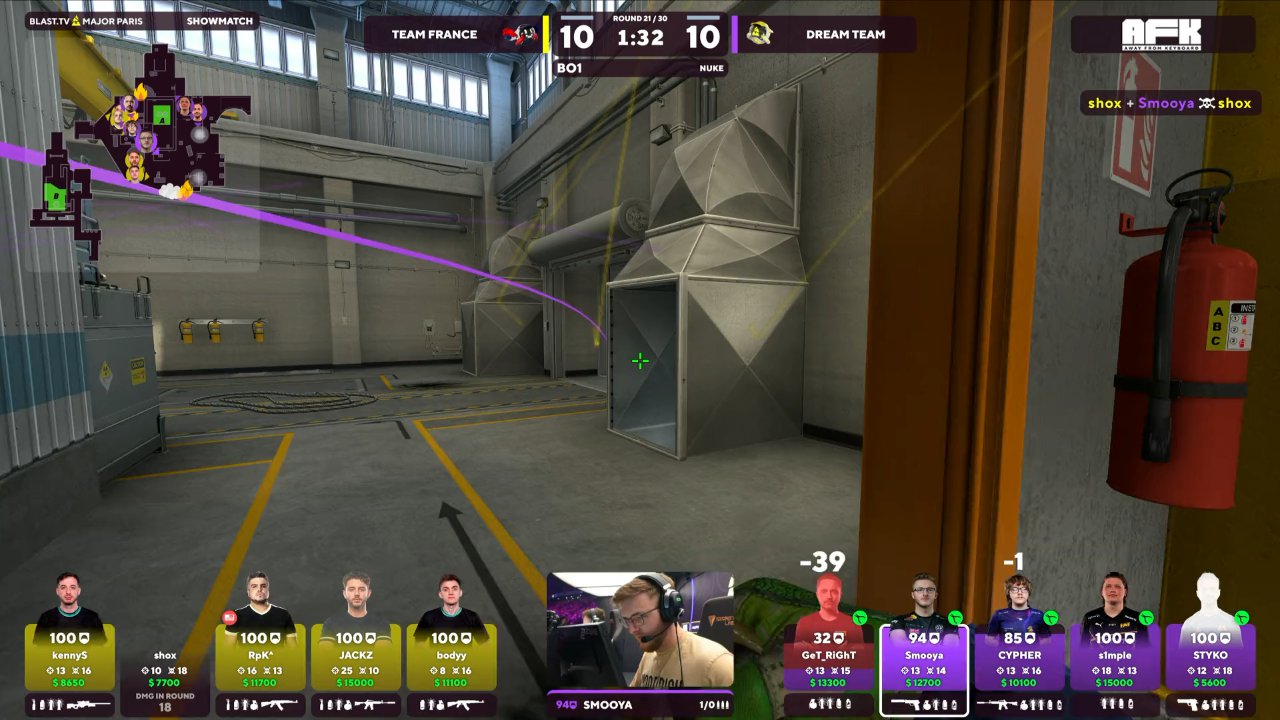 BLAST.TV MAJOR PARIS SHOWMATCH
TEAM FRANCE 10 ROUND 21 / 30 10 DREAM TEAM
1:32
BO1 NUKE
AFK
AWAY FROM KEYBOARD
shox + Smooya shox
A
B
A
B
C
-39 -1
100 kennyS 13 16 $8650
shox 10 18 $7700
DMG IN ROUND
18
100 RpK^ 16 13 $11700
100 JACKZ 25 10 $15000
100 bodyy 8 16 $11100
94 SMOOYA 1/0
32 GeT_RiGhT 13 15 $13300
94 Smooya 13 14 $12700
85 CYPHER 13 16 $10100
100 s1mple 18 13 $15000
100 STYKO 12 18 $5600